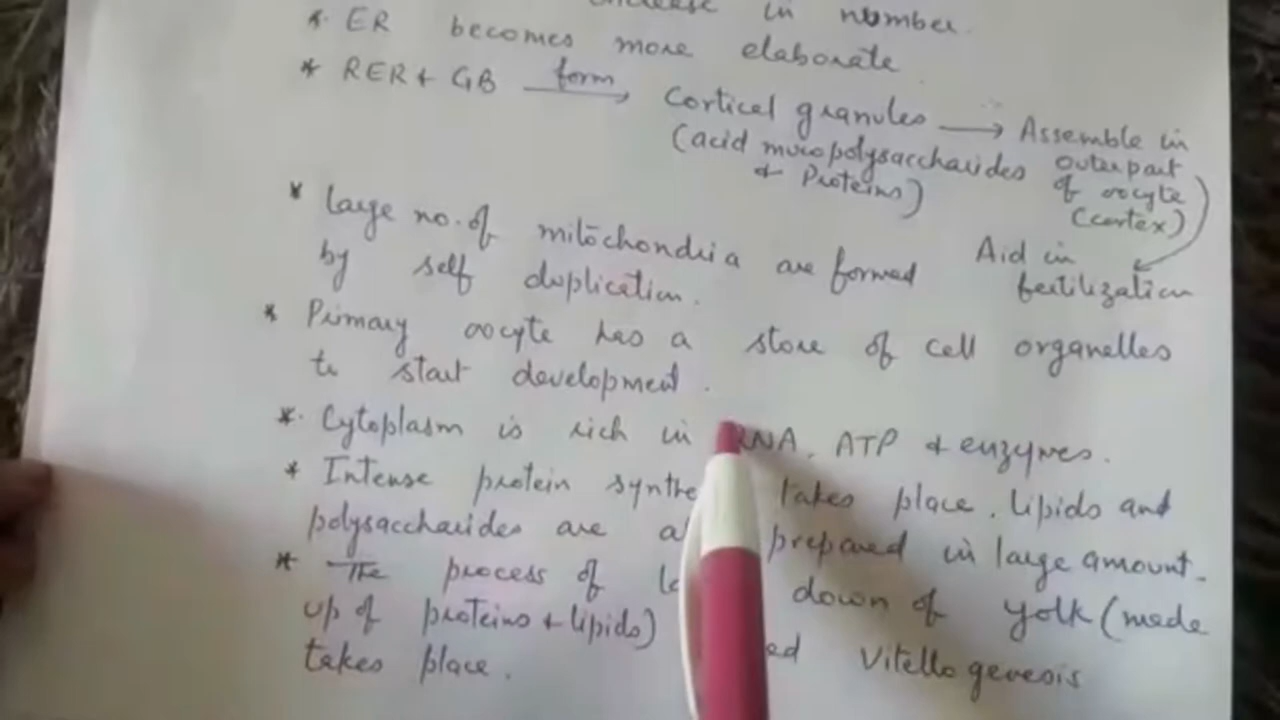 in number.
* ER becomes more elaborate.
* RER + GB form → Cortical granules → Assemble in
(acid mucopolysaccharides outer part
& Proteins) of oocyte
(cortex)
* Large no. of mitochondria are formed Aid in
by self duplication. fertilization
* Primary oocyte has a store of cell organelles
to start development.
* Cytoplasm is rich in RNA, ATP & enzymes.
* Intense protein synthe takes place. Lipids and
polysaccharides are prepared in large amount.
* The process of down of yolk (made
up of proteins + lipids) Vitellogenesis
takes place.